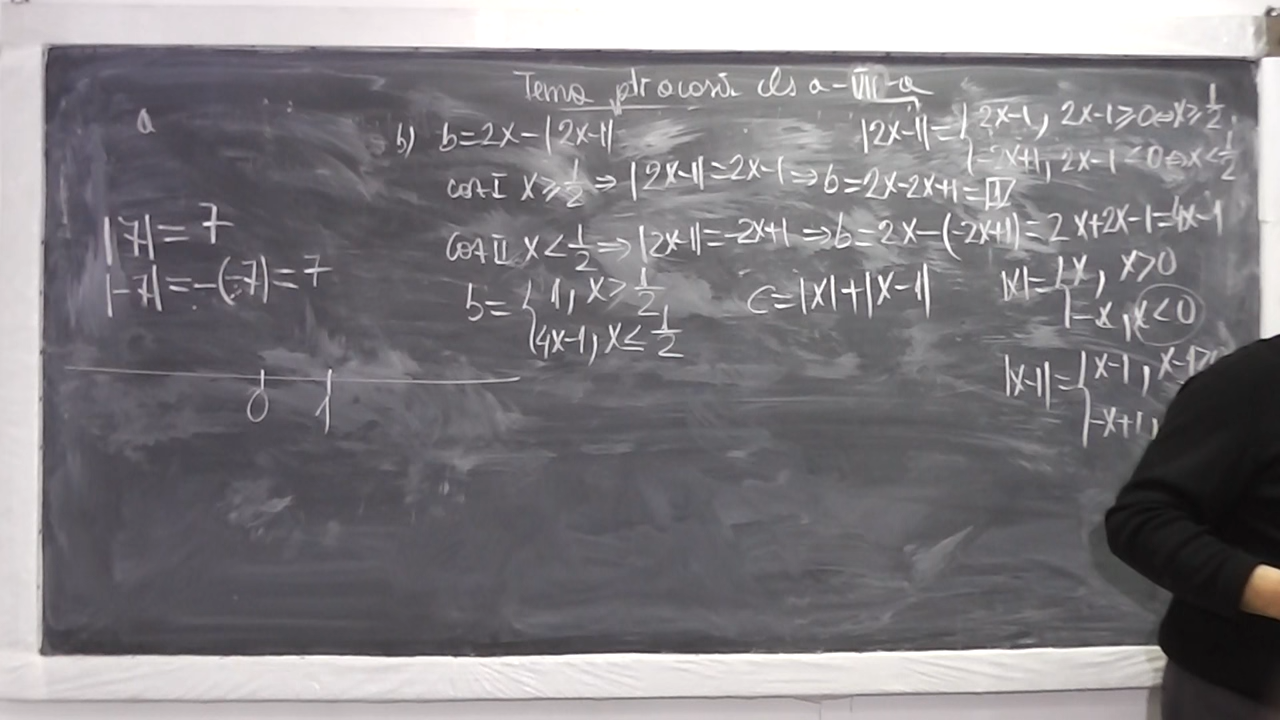 Tema ptr acasă cls a-VII-a
a
b) b=2x-|2x-1|
|2x-1|={2x-1, 2x-1≥0⇔x≥1/2
{-2x+1, 2x-1<0⇔x<1/2
caz I x≥1/2 ⇒ |2x-1|=2x-1 ⇒ b=2x-2x+1=1
caz II x<1/2 ⇒ |2x-1|=-2x+1 ⇒ b=2x-(-2x+1)=2x+2x-1=4x-1
b={1, x>1/2
{4x-1, x≤1/2
c=|x|+|x-1|
|x|={x, x>0
{-x, x<0
|x-1|={x-1, x-1>0
{-x+1,
|7|=7
|-7|=-(-7)=7
0 1